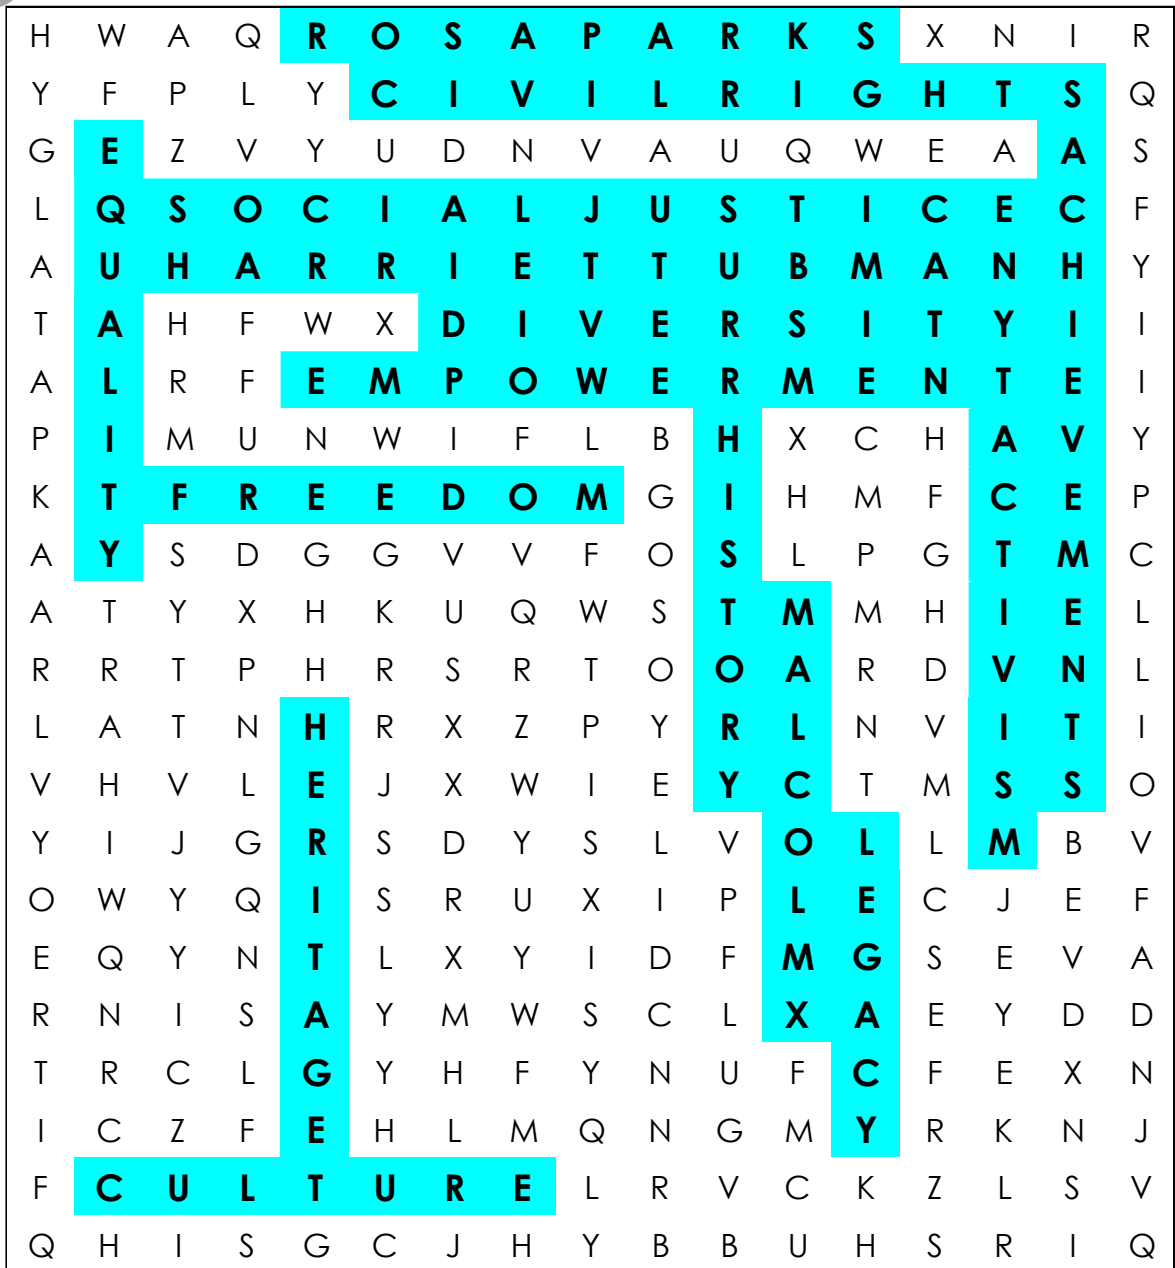 H W A Q R O S A P A R K S X N I R
Y F P L Y C I V I L R I G H T S Q
G E Z V Y U D N V A U Q W E A A S
L Q S O C I A L J U S T I C E C F
A U H A R R I E T T U B M A N H Y
T A H F W X D I V E R S I T Y I I
A L R F E M P O W E R M E N T E I
P I M U N W I F L B H X C H A V Y
K T F R E E D O M G I H M F C E P
A Y S D G G V V F O S L P G T M C
A T Y X H K U Q W S T M M H I E L
R R T P H R S R T O O A R D V N L
L A T N H R X Z P Y R L N V I T I
V H V L E J X W I E Y C T M S S O
Y I J G R S D Y S L V O L L M B V
O W Y Q I S R U X I P L E C J E F
E Q Y N T L X Y I D F M G S E V A
R N I S A Y M W S C L X A E Y D D
T R C L G Y H F Y N U F C F E X N
I C Z F E H L M Q N G M Y R K N J
F C U L T U R E L R V C K Z L S V
Q H I S G C J H Y B B U H S R I Q